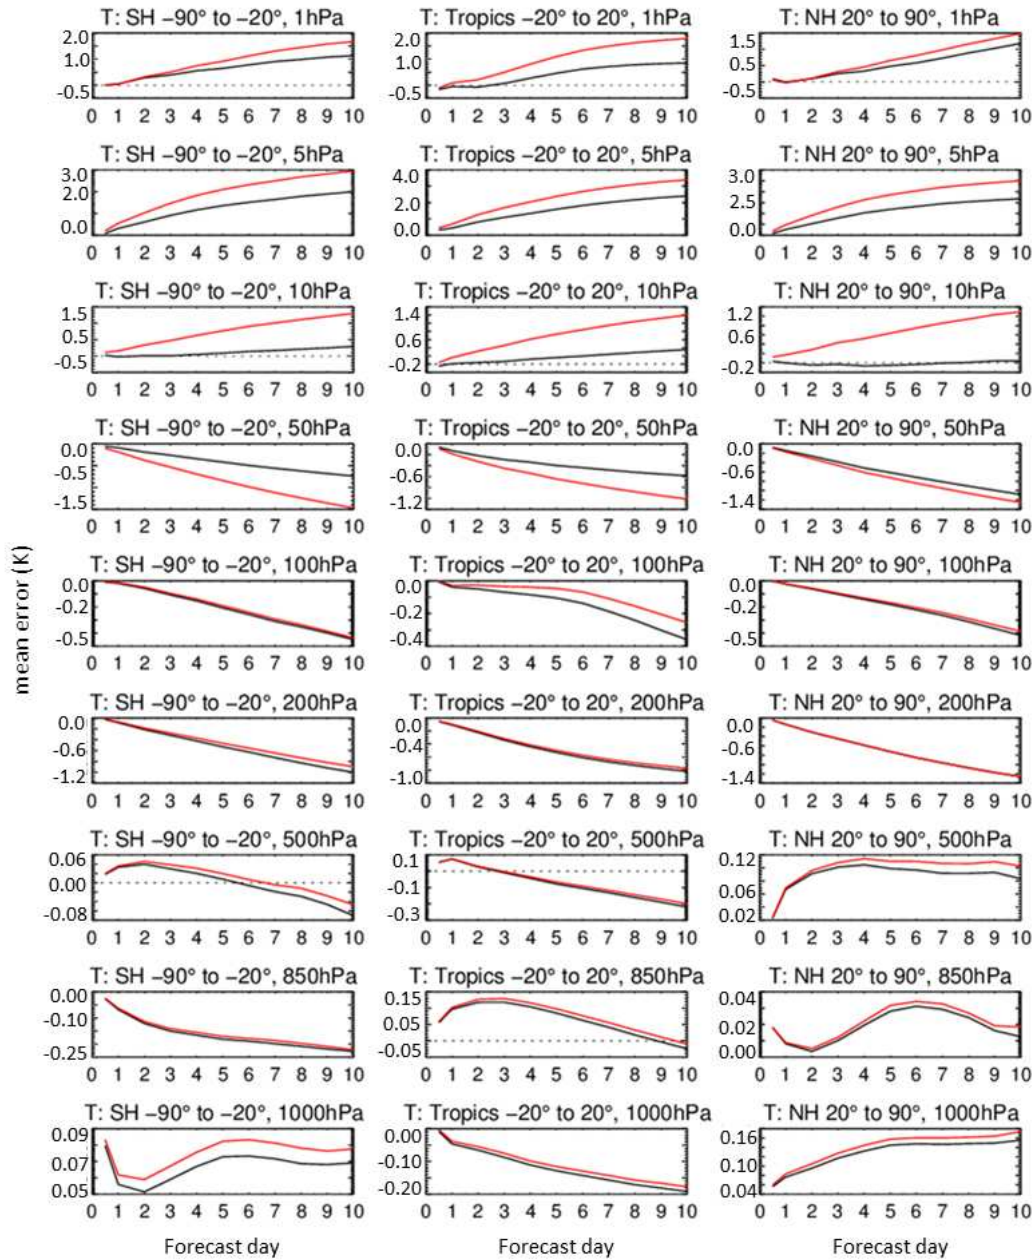 T: SH −90° to −20°, 1hPa T: Tropics −20° to 20°, 1hPa T: NH 20° to 90°, 1hPa
2.0 2.0 1.5
1.0 1.0 0.5
-0.5 -0.5 -0.5
0 1 2 3 4 5 6 7 8 9 10 0 1 2 3 4 5 6 7 8 9 10 0 1 2 3 4 5 6 7 8 9 10
T: SH −90° to −20°, 5hPa T: Tropics −20° to 20°, 5hPa T: NH 20° to 90°, 5hPa
3.0 4.0 3.0
2.0 2.0 2.5
0.0 0.0 0.0
0 1 2 3 4 5 6 7 8 9 10 0 1 2 3 4 5 6 7 8 9 10 0 1 2 3 4 5 6 7 8 9 10
T: SH −90° to −20°, 10hPa T: Tropics −20° to 20°, 10hPa T: NH 20° to 90°, 10hPa
1.5 1.4 1.2
0.5 0.6 0.6
-0.5 -0.2 -0.2
0 1 2 3 4 5 6 7 8 9 10 0 1 2 3 4 5 6 7 8 9 10 0 1 2 3 4 5 6 7 8 9 10
T: SH −90° to −20°, 50hPa T: Tropics −20° to 20°, 50hPa T: NH 20° to 90°, 50hPa
0.0 0.0 0.0
-0.5 -0.6 -0.6
-1.5 -1.2 -1.4
0 1 2 3 4 5 6 7 8 9 10 0 1 2 3 4 5 6 7 8 9 10 0 1 2 3 4 5 6 7 8 9 10
mean error (K)
T: SH −90° to −20°, 100hPa T: Tropics −20° to 20°, 100hPa T: NH 20° to 90°, 100hPa
0.0 0.0 0.0
-0.2 -0.2 -0.2
-0.5 -0.4 -0.5
0 1 2 3 4 5 6 7 8 9 10 0 1 2 3 4 5 6 7 8 9 10 0 1 2 3 4 5 6 7 8 9 10
T: SH −90° to −20°, 200hPa T: Tropics −20° to 20°, 200hPa T: NH 20° to 90°, 200hPa
0.0 0.0 0.0
-0.6 -0.4 -0.6
-1.2 -1.0 -1.4
0 1 2 3 4 5 6 7 8 9 10 0 1 2 3 4 5 6 7 8 9 10 0 1 2 3 4 5 6 7 8 9 10
T: SH −90° to −20°, 500hPa T: Tropics −20° to 20°, 500hPa T: NH 20° to 90°, 500hPa
0.06 0.1 0.12
0.00 -0.1 0.06
-0.08 -0.3 0.02
0 1 2 3 4 5 6 7 8 9 10 0 1 2 3 4 5 6 7 8 9 10 0 1 2 3 4 5 6 7 8 9 10
T: SH −90° to −20°, 850hPa T: Tropics −20° to 20°, 850hPa T: NH 20° to 90°, 850hPa
0.00 0.15 0.04
-0.10 0.05 0.02
-0.25 -0.05 0.00
0 1 2 3 4 5 6 7 8 9 10 0 1 2 3 4 5 6 7 8 9 10 0 1 2 3 4 5 6 7 8 9 10
T: SH −90° to −20°, 1000hPa T: Tropics −20° to 20°, 1000hPa T: NH 20° to 90°, 1000hPa
0.09 0.00 0.16
0.07 -0.10 0.10
0.05 -0.20 0.04
0 1 2 3 4 5 6 7 8 9 10 0 1 2 3 4 5 6 7 8 9 10 0 1 2 3 4 5 6 7 8 9 10
Forecast day Forecast day Forecast day